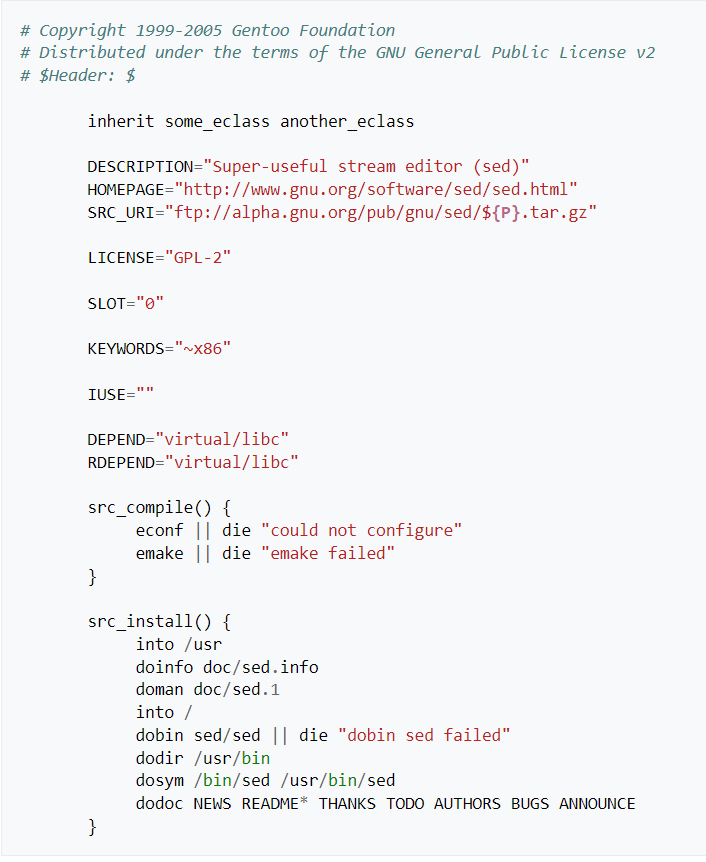 # Copyright 1999-2005 Gentoo Foundation
# Distributed under the terms of the GNU General Public License v2
# $Header: $
inherit some_eclass another_eclass
DESCRIPTION="Super-useful stream editor (sed)"
HOMEPAGE="http://www.gnu.org/software/sed/sed.html"
SRC_URI="ftp://alpha.gnu.org/pub/gnu/sed/${P}.tar.gz"
LICENSE="GPL-2"
SLOT="0"
KEYWORDS="~x86"
IUSE=""
DEPEND="virtual/libc"
RDEPEND="virtual/libc"
src_compile() {
econf || die "could not configure"
emake || die "emake failed"
}
src_install() {
into /usr
doinfo doc/sed.info
doman doc/sed.1
into /
dobin sed/sed || die "dobin sed failed"
dodir /usr/bin
dosym /bin/sed /usr/bin/sed
dodoc NEWS README* THANKS TODO AUTHORS BUGS ANNOUNCE
}